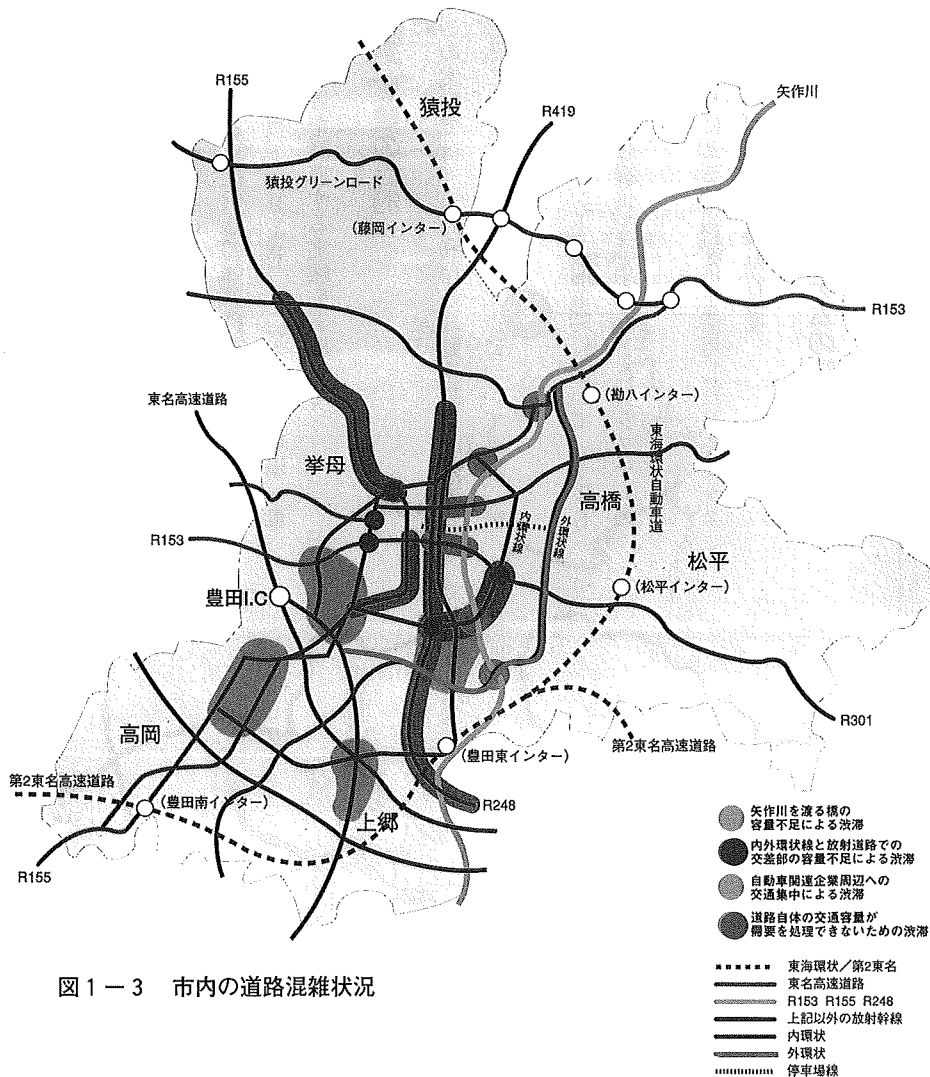 R155
猿投
R419
矢作川
猿投グリーンロード
(藤岡インター)
R153
(勘八インター)
東名高速道路
東海環状自動車道
挙母
高橋
内環状線
外環状線
R153
松平
豊田I.C
(松平インター)
高岡
R301
(豊田東インター)
第2東名高速道路
第2東名高速道路
(豊田南インター)
R248
上郷
R155
矢作川を渡る橋の
容量不足による渋滞
内外環状線と放射道路での
交差部の容量不足による渋滞
自動車関連企業周辺への
交通集中による渋滞
道路自体の交通容量が
需要を処理できないための渋滞
図1-3 市内の道路混雑状況
東海環状/第2東名
東名高速道路
R153 R155 R248
上記以外の放射幹線
内環状
外環状
停車場線